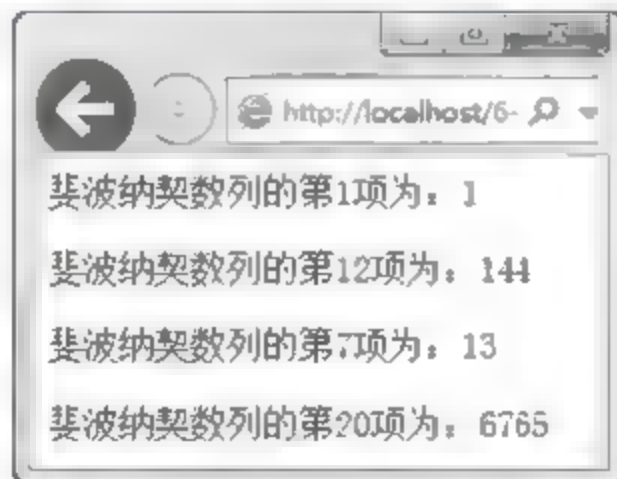 http://localhost/6-
斐波纳契数列的第1项为：1
斐波纳契数列的第12项为：144
斐波纳契数列的第7项为：13
斐波纳契数列的第20项为：6765